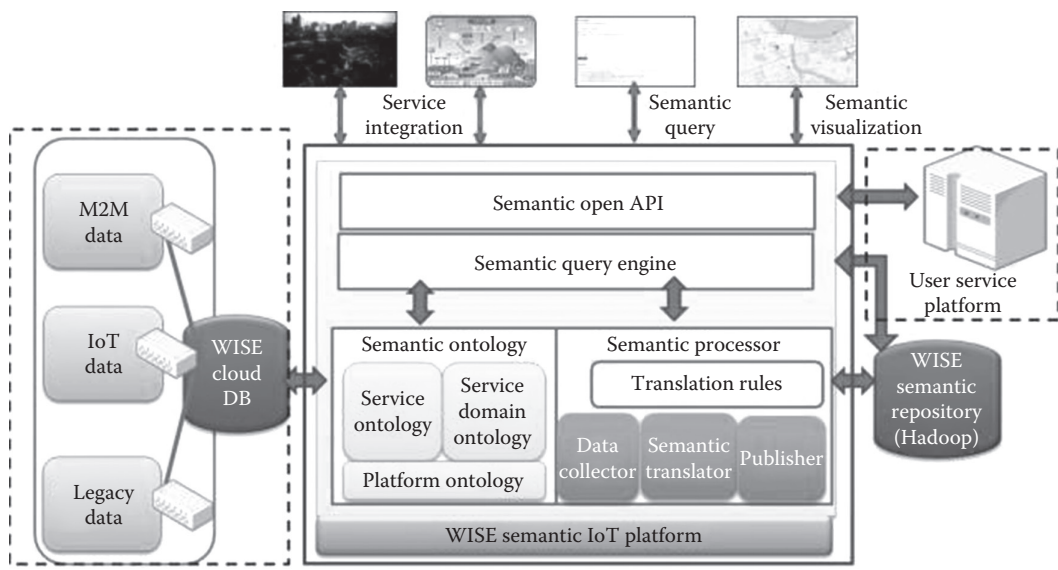 Service
integration
Semantic
query
Semantic
visualization
M2M
data
IoT
data
Legacy
data
WISE
cloud
DB
Semantic open API
Semantic query engine
Semantic ontology
Service
ontology
Service
domain
ontology
Platform ontology
Semantic processor
Translation rules
Data
collector
Semantic
translator
Publisher
WISE semantic IoT platform
User service
platform
WISE
semantic
repository
(Hadoop)